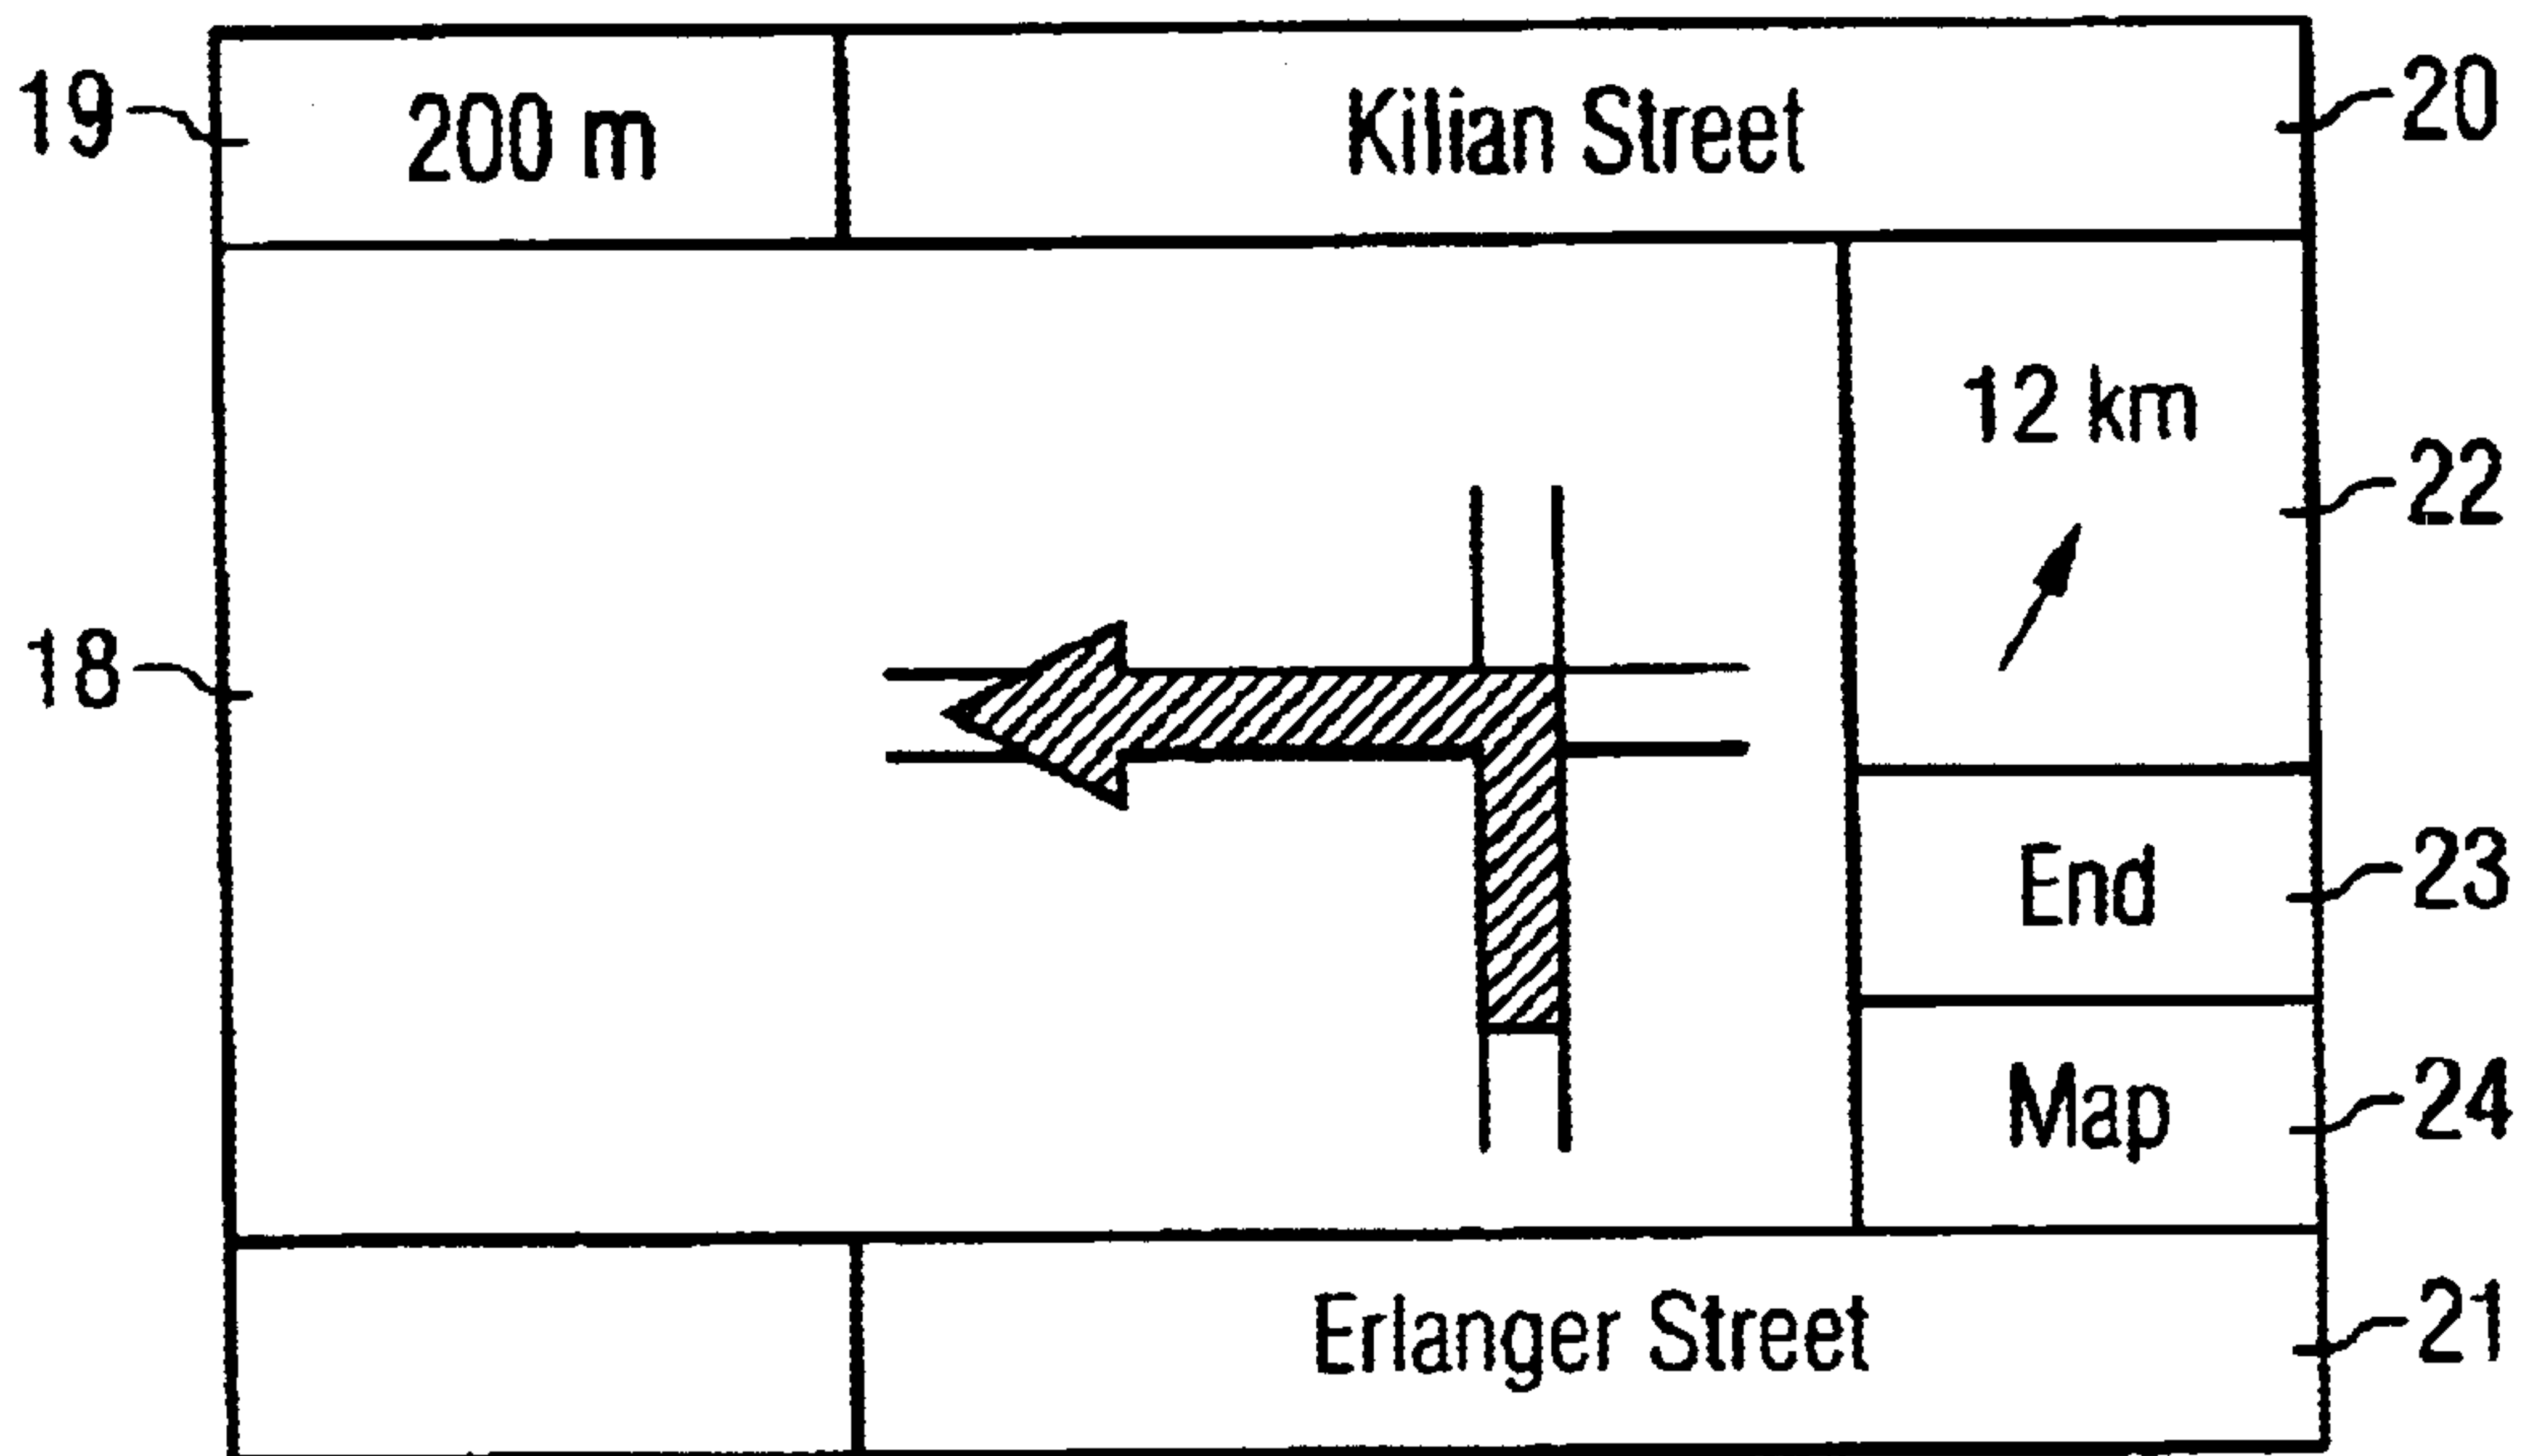 19
200 m
Kilian Street
20
12 km
22
18
End
23
Map
24
Erlanger Street
21